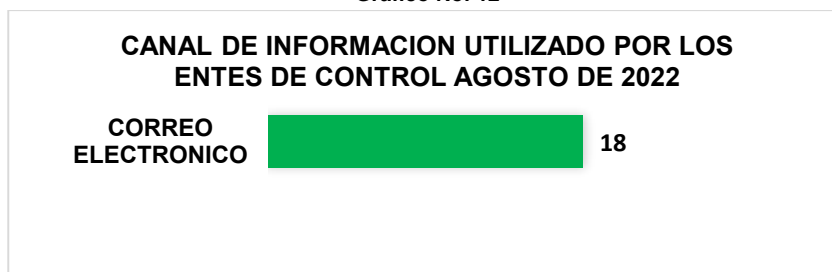 CANAL DE INFORMACION UTILIZADO POR LOS
ENTES DE CONTROL AGOSTO DE 2022
CORREO
ELECTRONICO
18